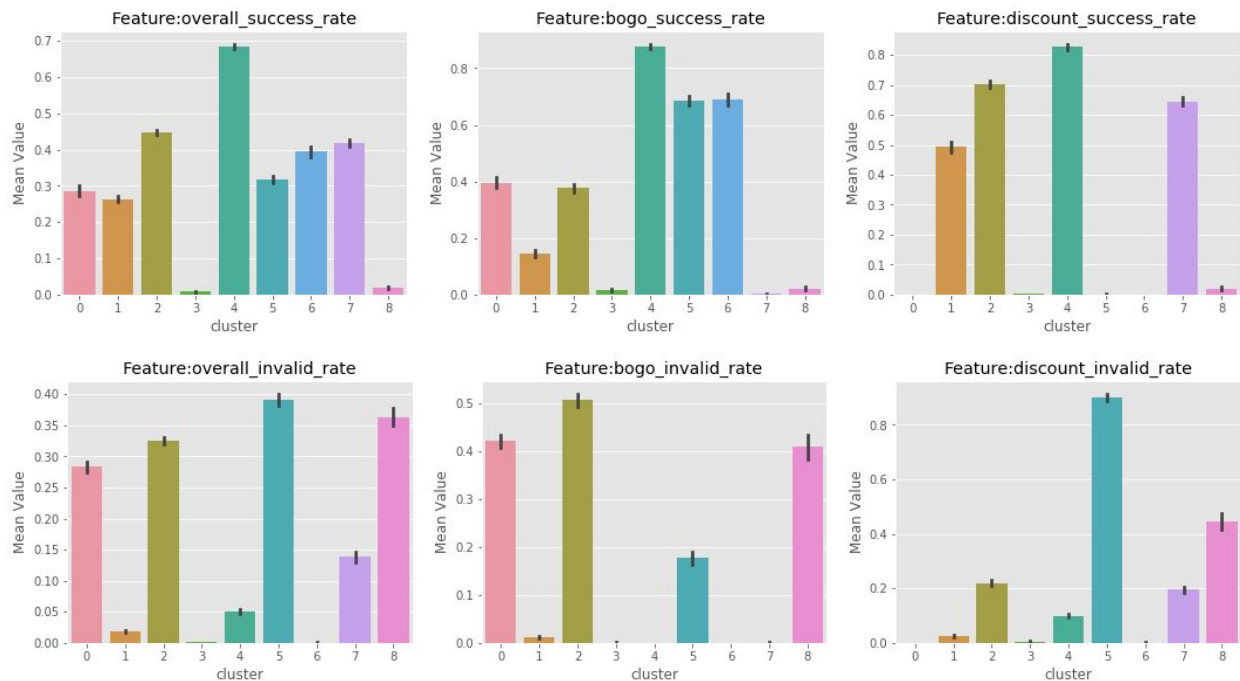 Feature:overall_success_rate
Mean Value
0.7
0.6
0.5
0.4
0.3
0.2
0.1
0.0
0 1 2 3 4 5 6 7 8
cluster
Feature:bogo_success_rate
Mean Value
0.8
0.6
0.4
0.2
0.0
0 1 2 3 4 5 6 7 8
cluster
Feature:discount_success_rate
Mean Value
0.8
0.7
0.6
0.5
0.4
0.3
0.2
0.1
0.0
0 1 2 3 4 5 6 7 8
cluster
Feature:overall_invalid_rate
Mean Value
0.40
0.35
0.30
0.25
0.20
0.15
0.10
0.05
0.00
0 1 2 3 4 5 6 7 8
cluster
Feature:bogo_invalid_rate
Mean Value
0.5
0.4
0.3
0.2
0.1
0.0
0 1 2 3 4 5 6 7 8
cluster
Feature:discount_invalid_rate
Mean Value
0.8
0.6
0.4
0.2
0.0
0 1 2 3 4 5 6 7 8
cluster